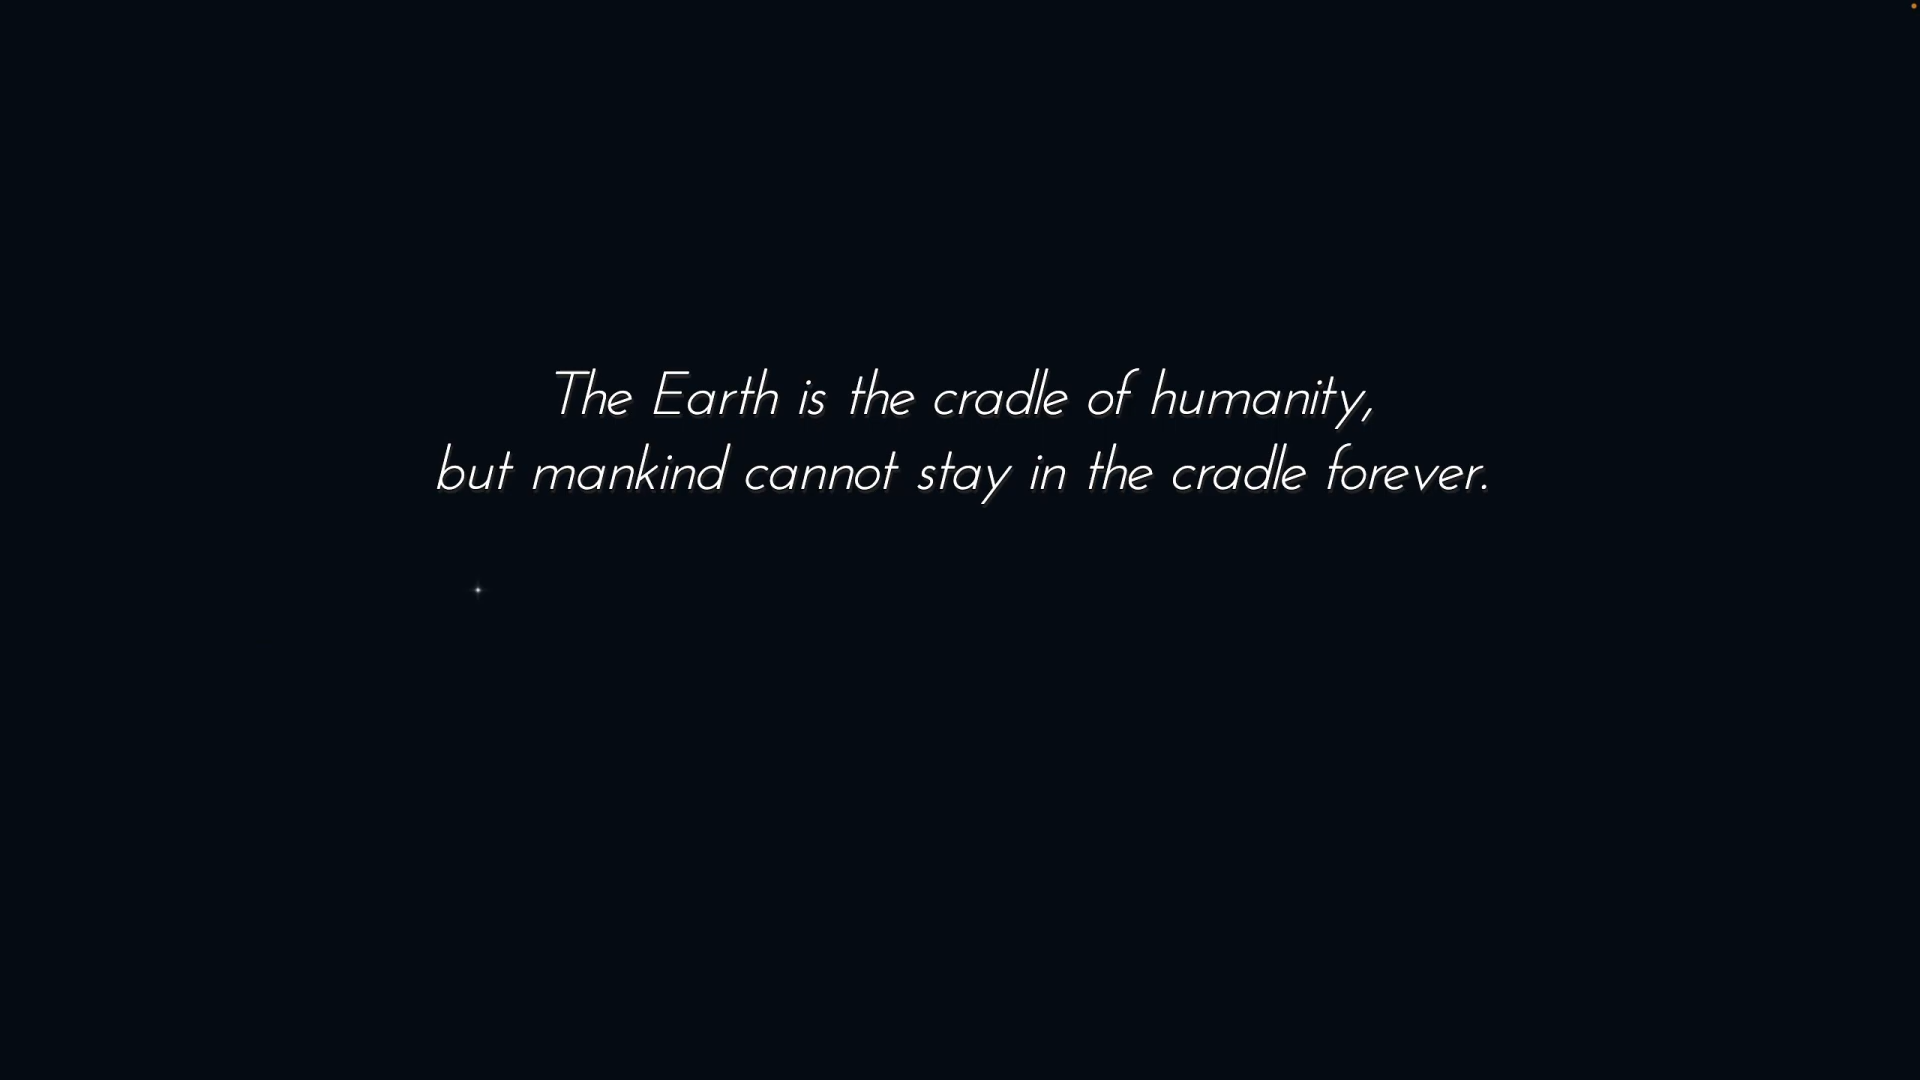 The Earth is the cradle of humanity,
but mankind cannot stay in the cradle forever.